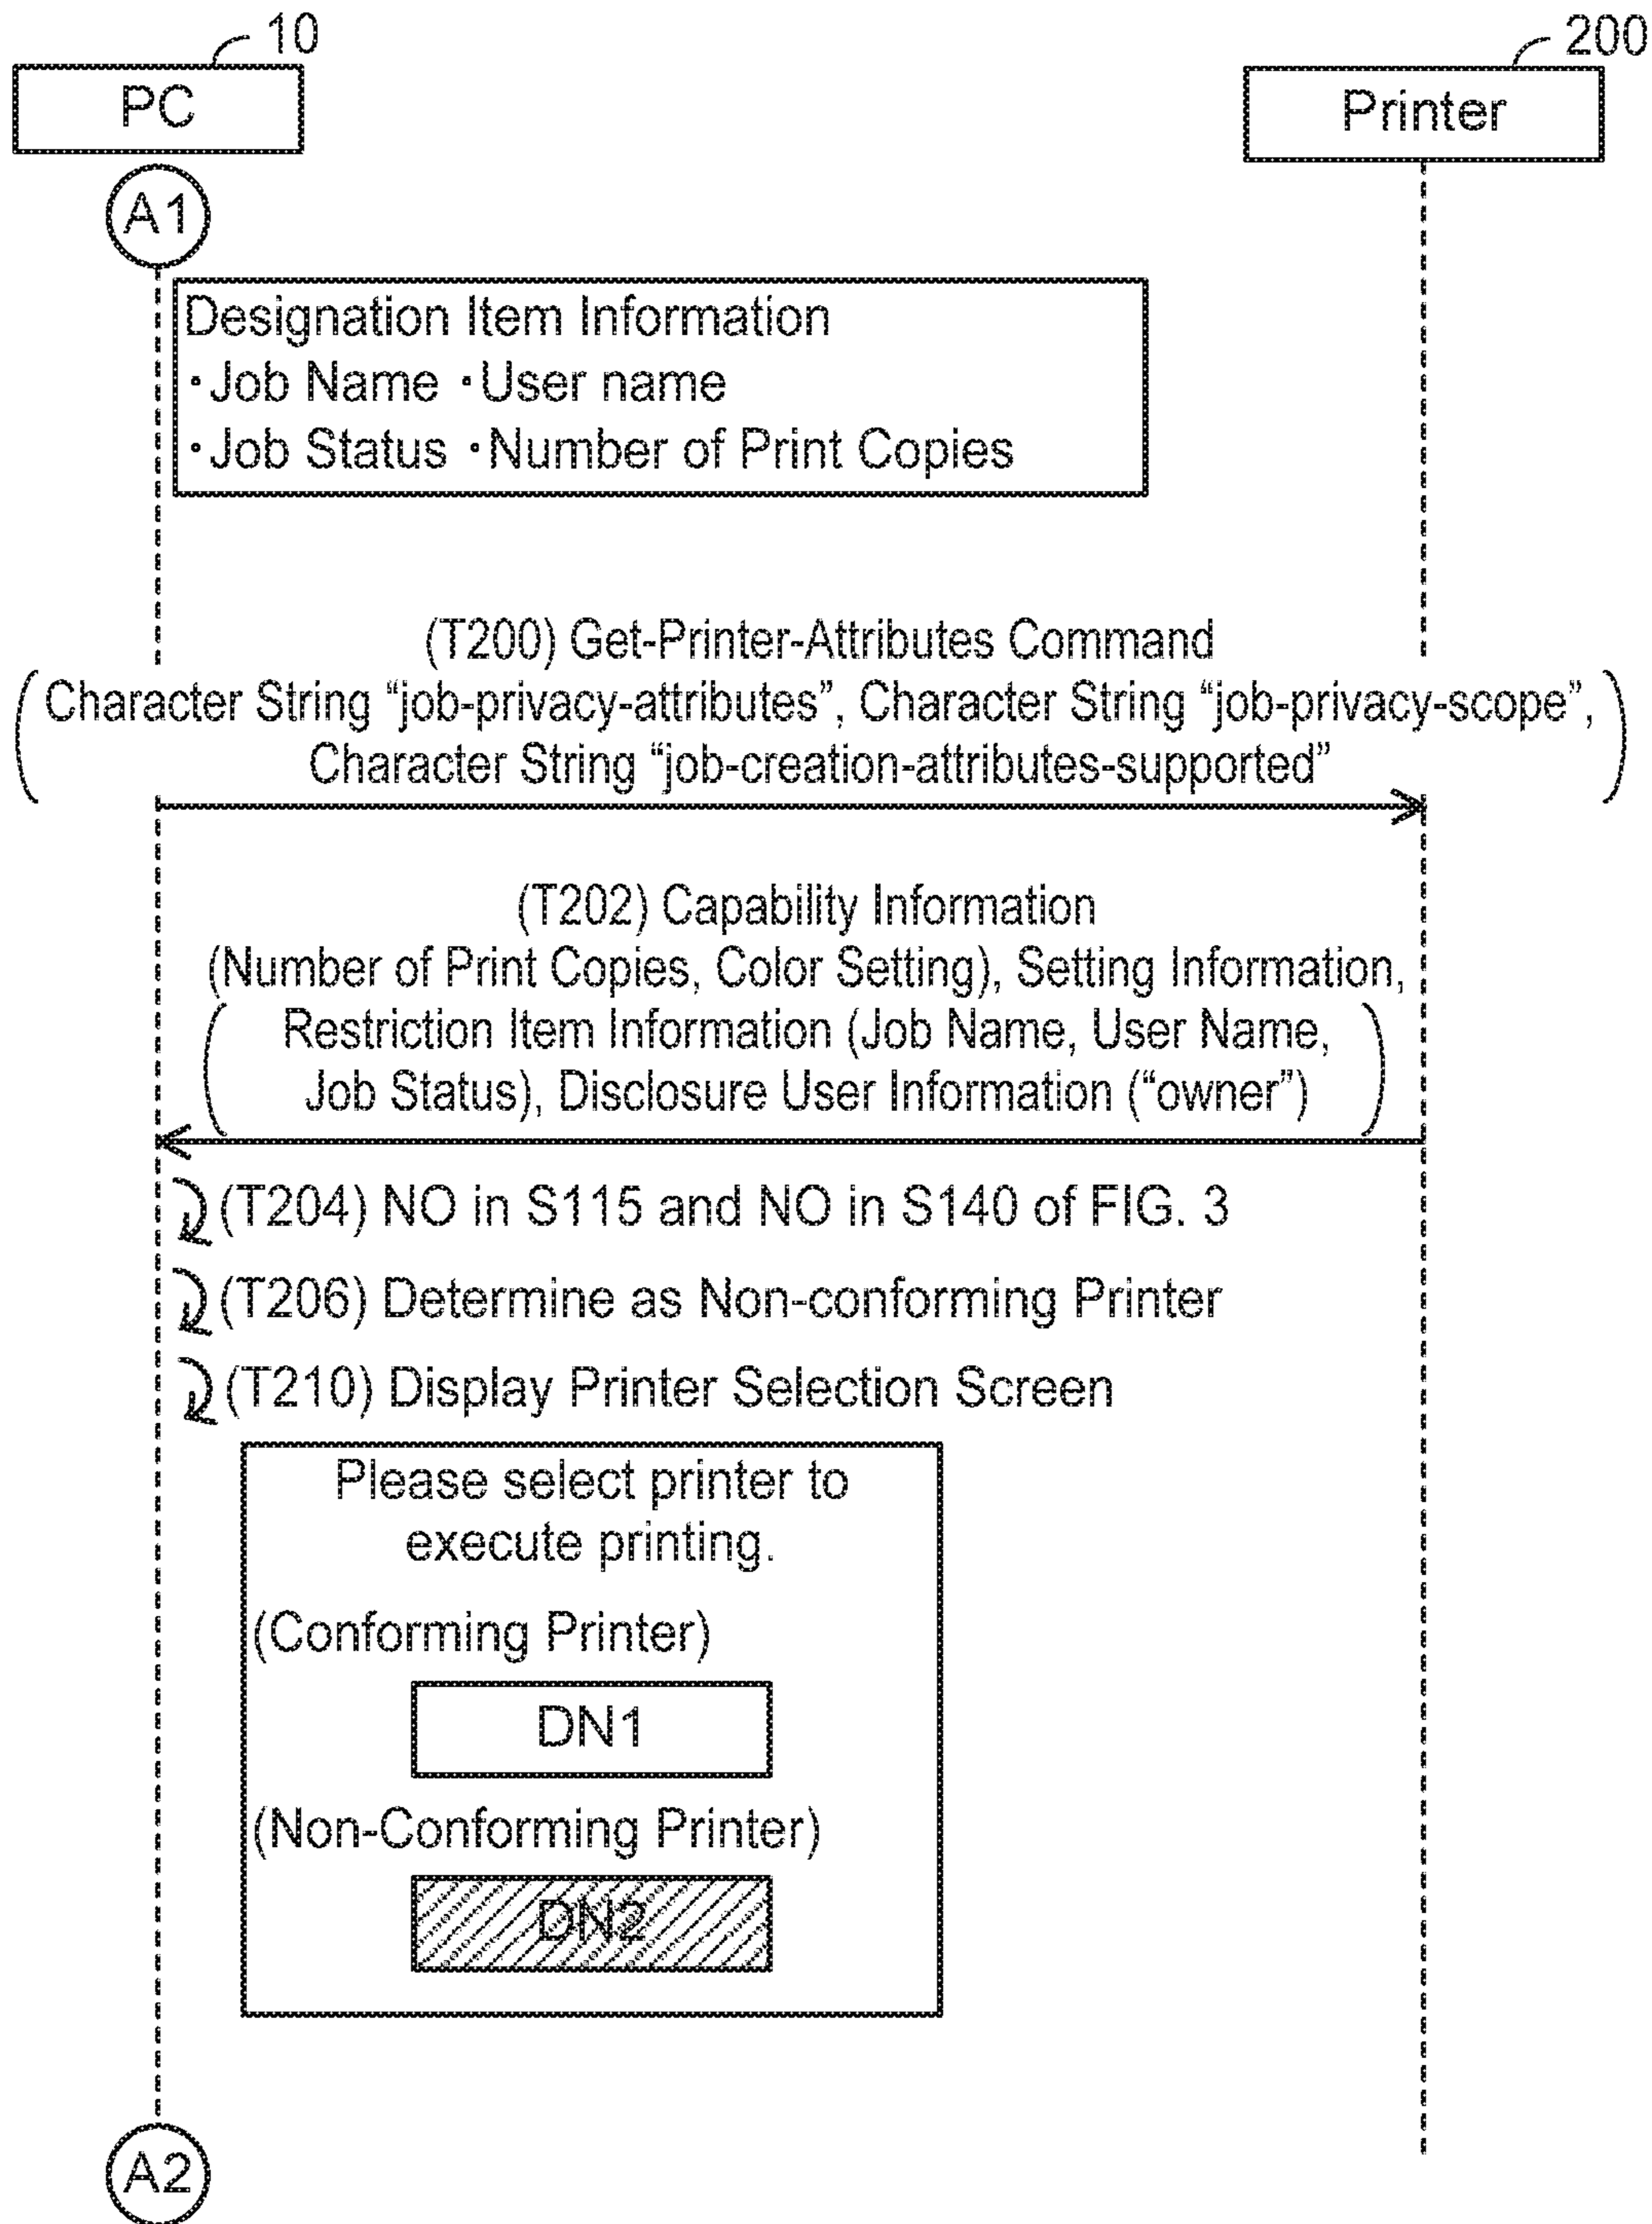 10
200
PC
Printer
A1
Designation Item Information
·Job Name ·User name
·Job Status ·Number of Print Copies
(T200) Get-Printer-Attributes Command
(Character String “job-privacy-attributes”, Character String “job-privacy-scope”,
Character String “job-creation-attributes-supported”)
(T202) Capability Information
(Number of Print Copies, Color Setting), Setting Information,
(Restriction Item Information (Job Name, User Name,
Job Status), Disclosure User Information (“owner”))
(T204) NO in S115 and NO in S140 of FIG. 3
(T206) Determine as Non-conforming Printer
(T210) Display Printer Selection Screen
Please select printer to
execute printing.
(Conforming Printer)
DN1
(Non-Conforming Printer)
DN2
A2